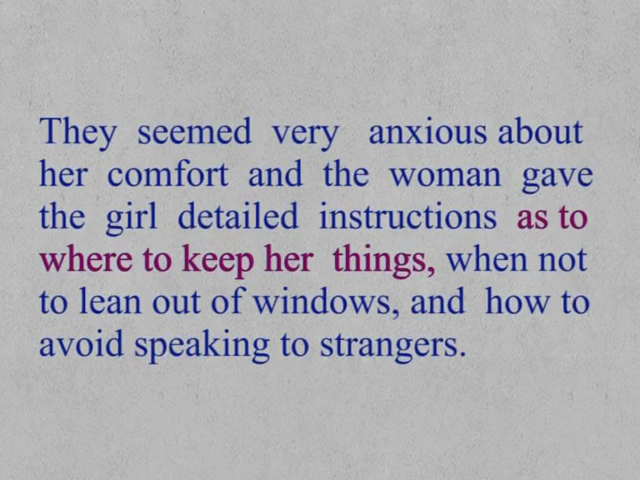 They seemed very anxious about
her comfort and the woman gave
the girl detailed instructions as to
where to keep her things, when not
to lean out of windows, and how to
avoid speaking to strangers.